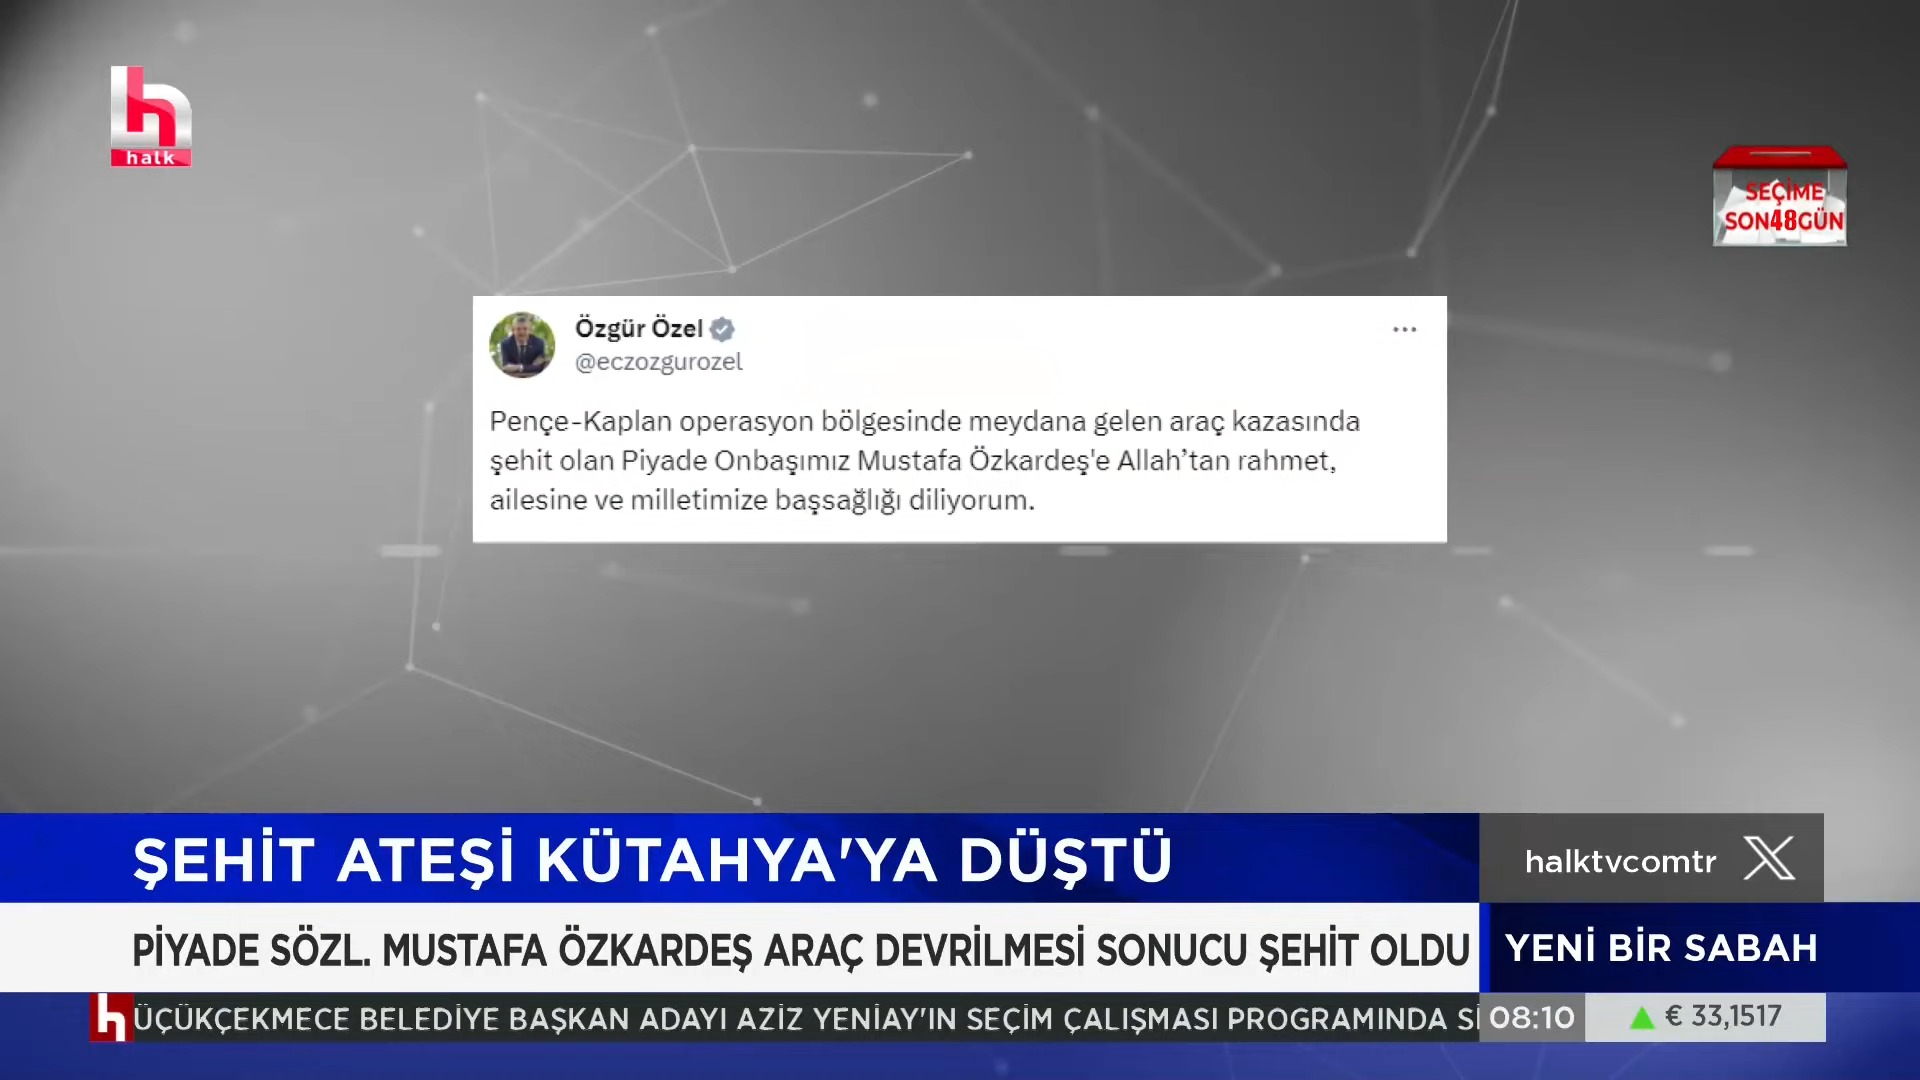 halk
SEÇİME
SON48GÜN
Özgür Özel
@eczozgurozel
Pençe-Kaplan operasyon bölgesinde meydana gelen araç kazasında
şehit olan Piyade Onbaşımız Mustafa Özkardeş'e Allah’tan rahmet,
ailesine ve milletimize başsağlığı diliyorum.
ŞEHİT ATEŞİ KÜTAHYA'YA DÜŞTÜ
halktvcomtr X
PİYADE SÖZL. MUSTAFA ÖZKARDEŞ ARAÇ DEVRİLMESİ SONUCU ŞEHİT OLDU
YENİ BİR SABAH
ÜÇÜKÇEKMECE BELEDİYE BAŞKAN ADAYI AZİZ YENİAY'IN SEÇİM ÇALIŞMASI PROGRAMINDA Sİ
08:10
€ 33,1517